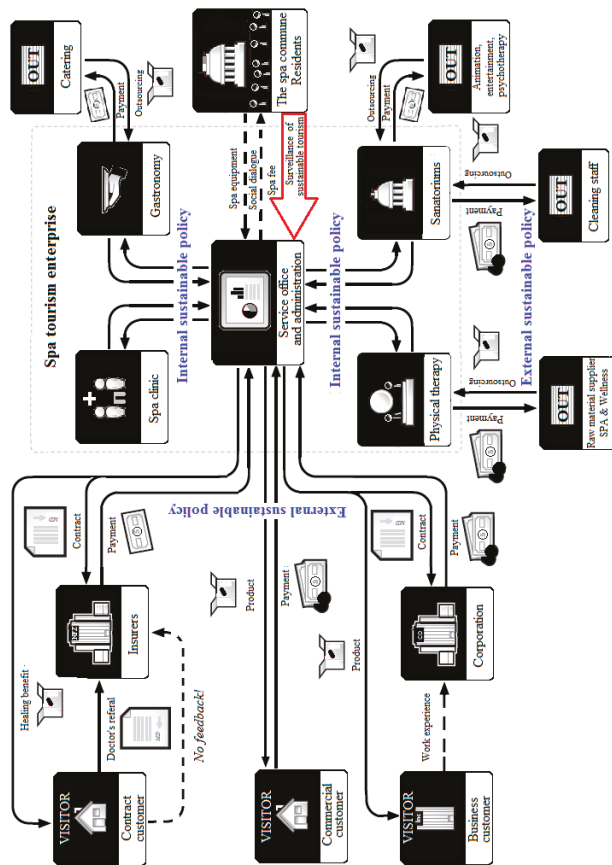 Spa tourism enterprise
OUT
Catering
Payment
Outsourcing
Gastronomy
The spa commune
Residents
Spa equipment
Social dialogue
Spa fee
Surveillance of
sustainable tourism
OUT
Animation,
entertainment,
psychotherapy
Outsourcing
Payment
Sanatoriums
Internal sustainable policy
Spa clinic
Service office
and administration
Internal sustainable policy
Physical therapy
Outsourcing
Payment
OUT
Cleaning staff
External sustainable policy
Outsourcing
Payment
OUT
Raw material supplier
SPA & Wellness
External sustainable policy
Contract
Payment
Insurers
Healing benefit
Doctor's referal
No feedback!
VISITOR
Contract
customer
Product
Payment
VISITOR
Commercial
customer
Product
Contract
Payment
CO
Corporation
Work experience
VISITOR
Business
customer